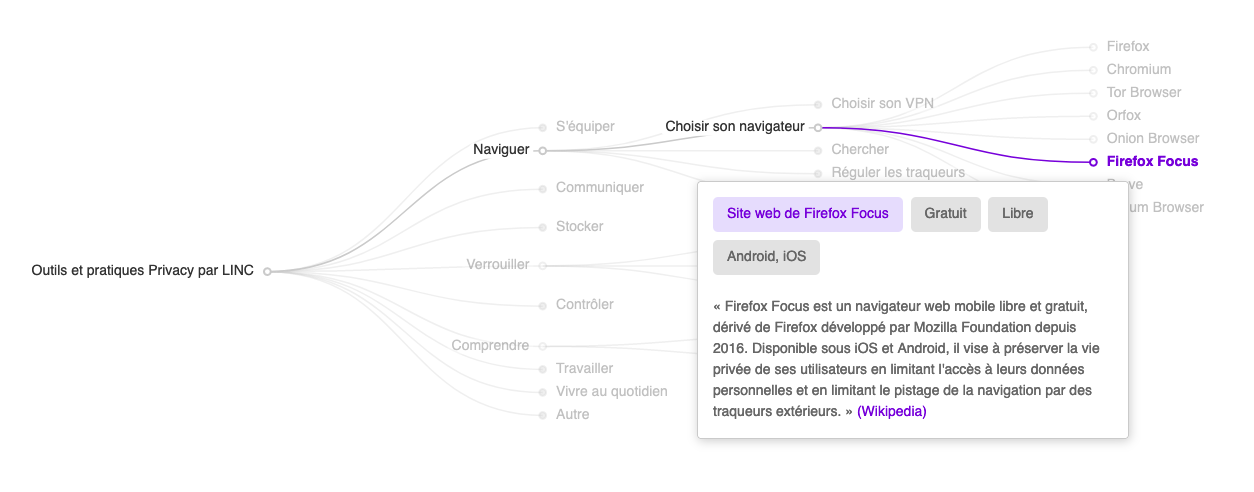 Outils et pratiques Privacy par LINC
S'équiper
Naviguer
Communiquer
Stocker
Verrouiller
Contrôler
Comprendre
Travailler
Vivre au quotidien
Autre
Choisir son VPN
Choisir son navigateur
Chercher
Réguler les traqueurs
Firefox
Chromium
Tor Browser
Orfox
Onion Browser
Firefox Focus
Browser
Site web de Firefox Focus
Gratuit
Libre
Android, iOS
« Firefox Focus est un navigateur web mobile libre et gratuit,
dérivé de Firefox développé par Mozilla Foundation depuis
2016. Disponible sous iOS et Android, il vise à préserver la vie
privée de ses utilisateurs en limitant l'accès à leurs données
personnelles et en limitant le pistage de la navigation par des
traqueurs extérieurs. » (Wikipedia)